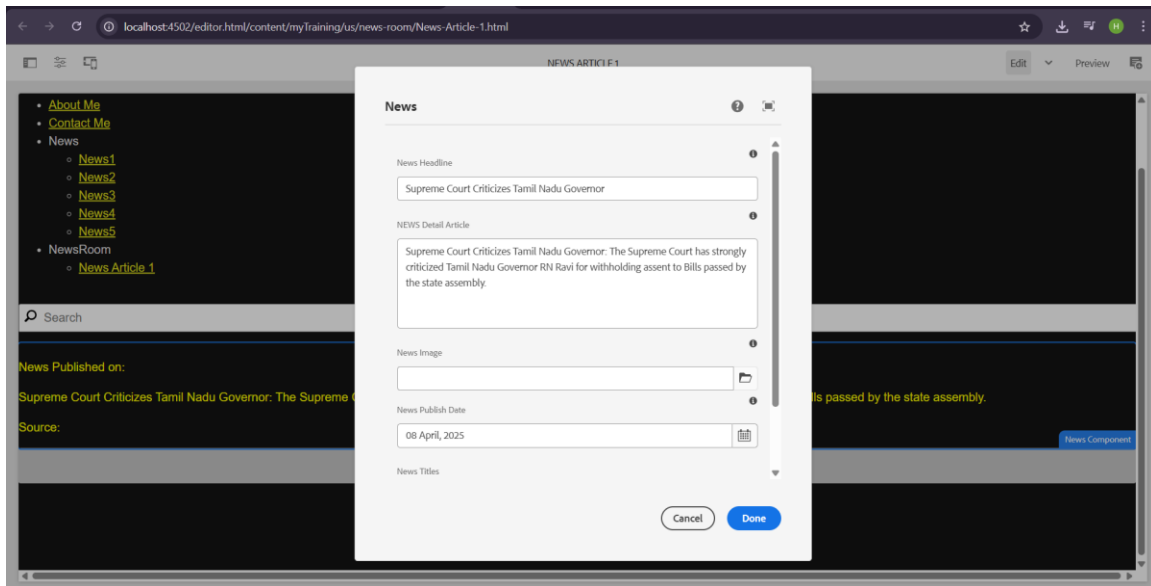 localhost:4502/editor.html/content/myTraining/us/news-room/News-Article-1.html
H
NEWS ARTICLE 1
Edit
Preview
About Me
Contact Me
News
News1
News2
News3
News4
News5
NewsRoom
News Article 1
Search
News Published on:
Supreme Court Criticizes Tamil Nadu Governor: The Supreme
lls passed by the state assembly.
Source:
News Component
News
News Headline
Supreme Court Criticizes Tamil Nadu Governor
NEWS Detail Article
Supreme Court Criticizes Tamil Nadu Governor: The Supreme Court has strongly
criticized Tamil Nadu Governor RN Ravi for withholding assent to Bills passed by
the state assembly.
News Image
News Publish Date
08 April, 2025
News Titles
Cancel
Done